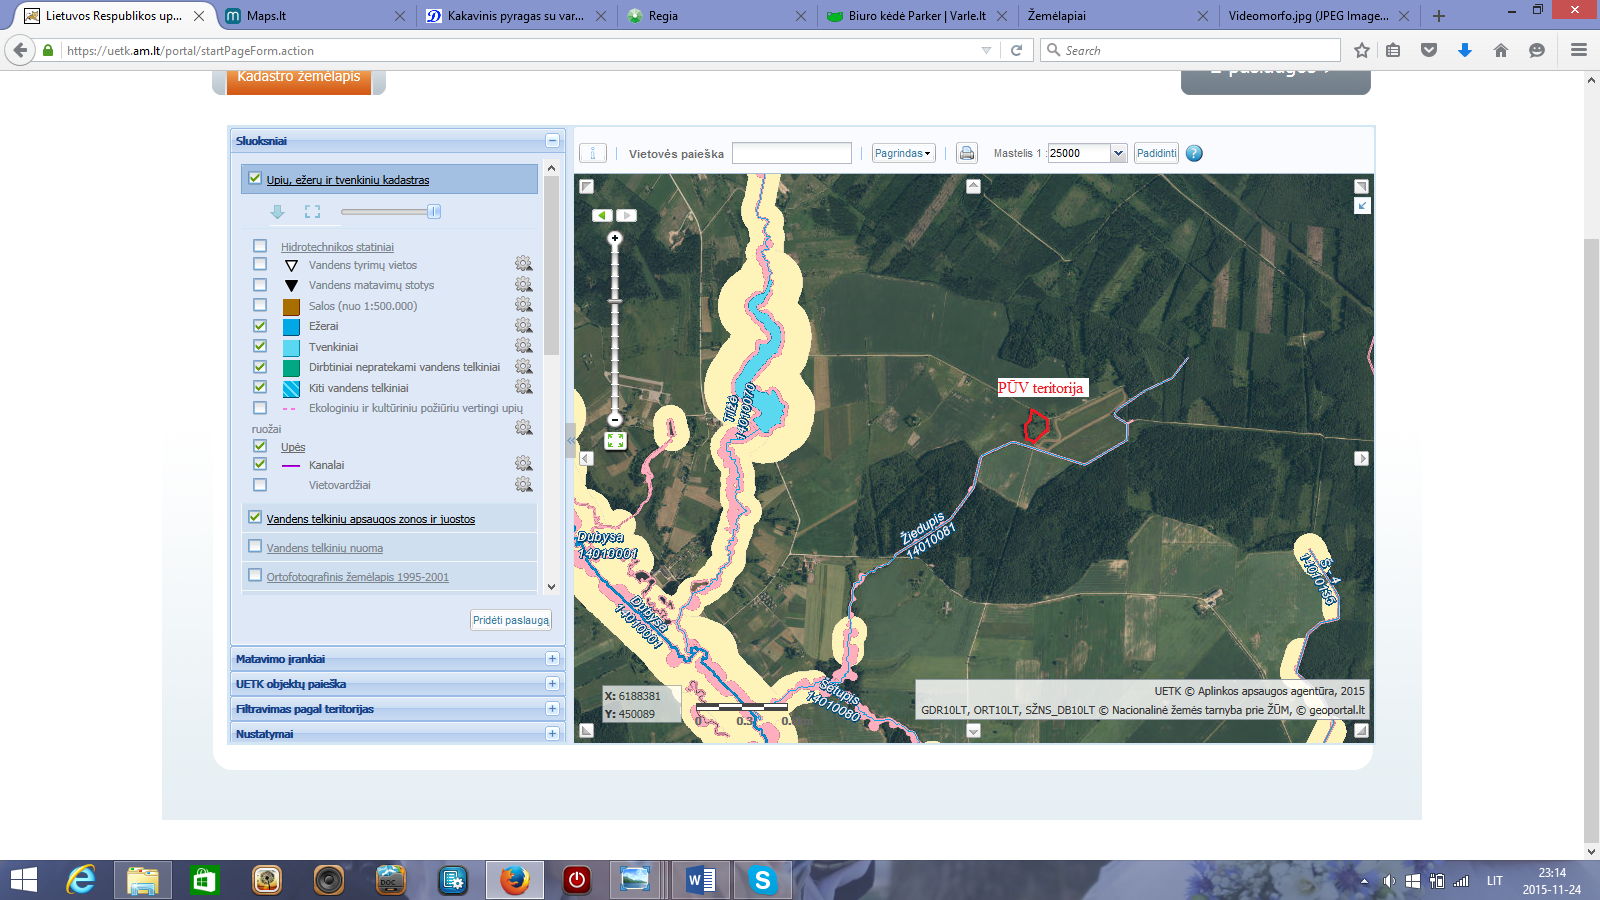 Lietuvos Respublikos up...
Maps.lt
Kakavinis pyragas su var...
Regia
Biuro kėdė Parker | Varle.lt
Žemėlapiai
Videomorfo.jpg (JPEG Image...
https://uetk.am.lt/portal/startPageForm.action
Search
Kadastro žemėlapis
Sluoksniai
Upių, ežerų ir tvenkinių kadastras
Hidrotechnikos statiniai
Vandens tyrimų vietos
Vandens matavimų stotys
Salos (nuo 1:500.000)
Ežerai
Tvenkiniai
Dirbtiniai nepratekami vandens telkiniai
Kiti vandens telkiniai
Ekologiniu ir kultūriniu požiūriu vertingi upių
ruožai
Upės
Kanalai
Vietovardžiai
Vandens telkinių apsaugos zonos ir juostos
Vandens telkinių nuoma
Ortofotografinis žemėlapis 1995-2001
Pridėti paslaugą
Matavimo įrankiai
UETK objektų paieška
Filtravimas pagal teritorijas
Nustatymai
Vietovės paieška
Pagrindas
Mastelis 1 : 25000
Padidinti
PŪV teritorija
14010070
Žiedupis
14010081
Dubysa
14010001
Dubysa
14010001
Šetupis
14010080
14010736
X: 6188381
Y: 450089
UETK © Aplinkos apsaugos agentūra, 2015
GDR10LT, ORT10LT, SŽNS_DB10LT © Nacionalinė žemės tarnyba prie ŽŪM, © geoportal.lt
DOC
LIT
23:14
2015-11-24